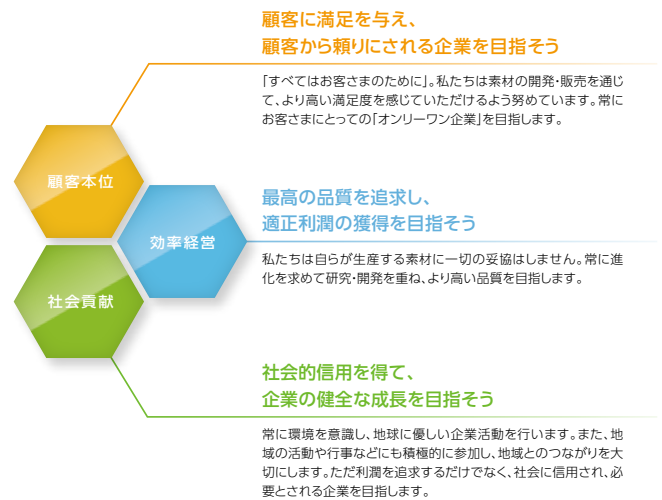 顧客に満足を与え、
顧客から頼りにされる企業を目指そう
「すべてはお客さまのために」。私たちは素材の開発・販売を通じ
て、より高い満足度を感じていただけるよう努めています。常に
お客さまにとっての「オンリーワン企業」を目指します。
顧客本位
最高の品質を追求し、
適正利潤の獲得を目指そう
効率経営
私たちは自らが生産する素材に一切の妥協はしません。常に進
化を求めて研究・開発を重ね、より高い品質を目指します。
社会貢献
社会的信用を得て、
企業の健全な成長を目指そう
常に環境を意識し、地球に優しい企業活動を行います。また、地
域の活動や行事などにも積極的に参加し、地域とのつながりを大
切にします。ただ利潤を追求するだけでなく、社会に信用され、必
要とされる企業を目指します。